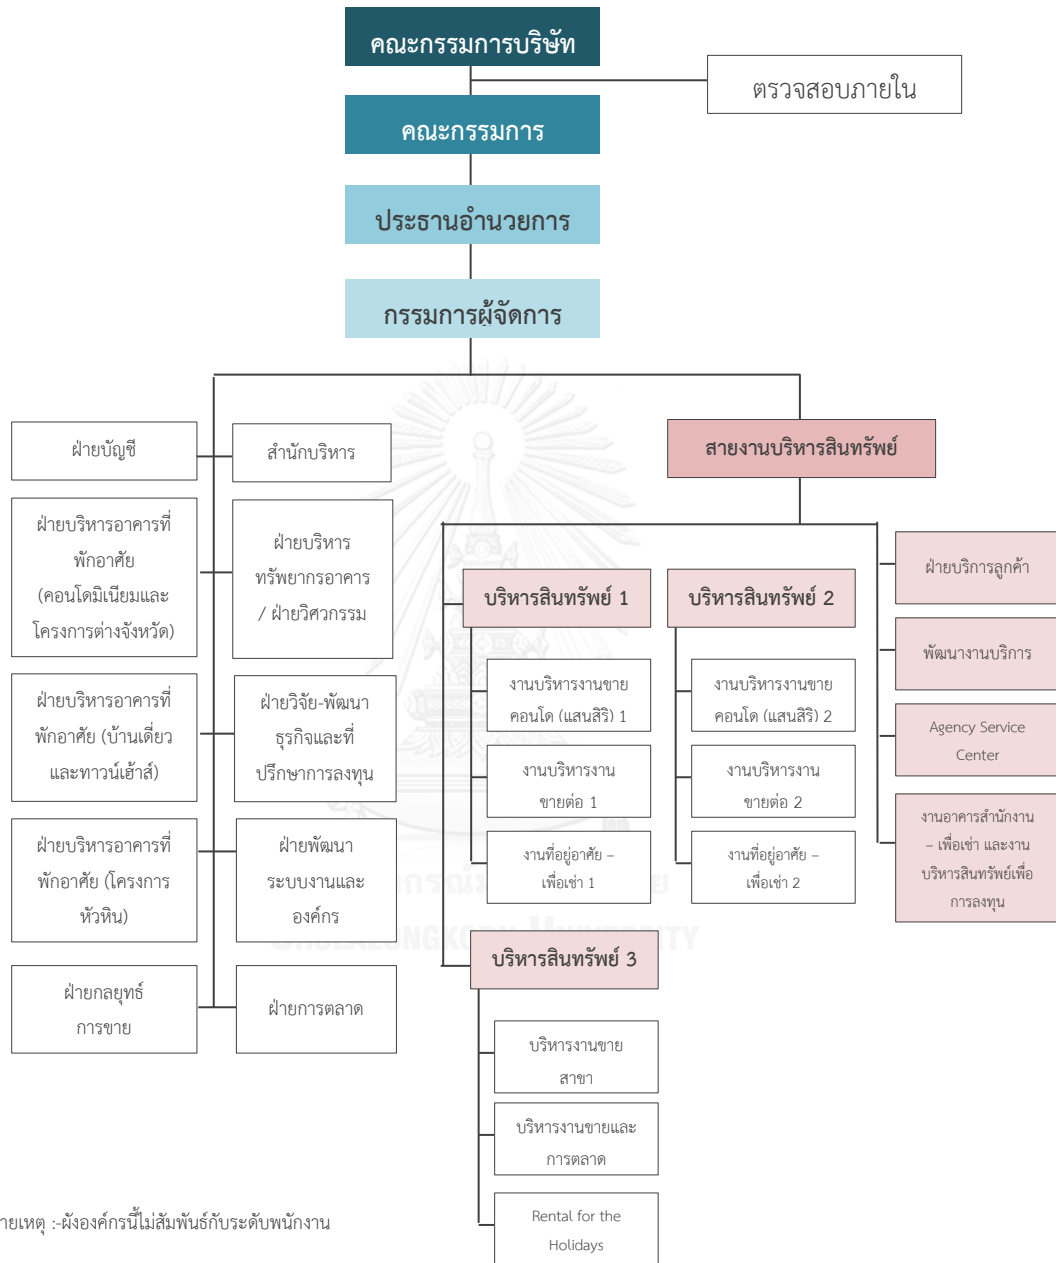 คณะกรรมการบริษัท
ตรวจสอบภายใน
คณะกรรมการ
ประธานอำนวยการ
กรรมการผู้จัดการ
ฝ่ายบัญชี
สำนักบริหาร
สายงานบริหารสินทรัพย์
ฝ่ายบริหารอาคารที่
พักอาศัย
(คอนโดมิเนียมและ
โครงการต่างจังหวัด)
ฝ่ายบริหาร
ทรัพยากรอาคาร
/ ฝ่ายวิศวกรรม
ฝ่ายบริหารอาคารที่
พักอาศัย (บ้านเดี่ยว
และทาวน์เฮ้าส์)
ฝ่ายวิจัย-พัฒนา
ธุรกิจและที่
ปรึกษาการลงทุน
ฝ่ายบริหารอาคารที่
พักอาศัย (โครงการ
หัวหิน)
ฝ่ายพัฒนา
ระบบงานและ
องค์กร
ฝ่ายกลยุทธ์
การขาย
ฝ่ายการตลาด
บริหารสินทรัพย์ 1
งานบริหารงานขาย
คอนโด (แสนสิริ) 1
งานบริหารงาน
ขายต่อ 1
งานที่อยู่อาศัย –
เพื่อเช่า 1
บริหารสินทรัพย์ 2
งานบริหารงานขาย
คอนโด (แสนสิริ) 2
งานบริหารงาน
ขายต่อ 2
งานที่อยู่อาศัย –
เพื่อเช่า 2
ฝ่ายบริการลูกค้า
พัฒนางานบริการ
Agency Service
Center
งานอาคารสำนักงาน
– เพื่อเช่า และงาน
บริหารสินทรัพย์เพื่อ
การลงทุน
บริหารสินทรัพย์ 3
บริหารงานขาย
สาขา
บริหารงานขายและ
การตลาด
Rental for the
Holidays
ายเหตุ :-ผังองค์กรนี้ไม่สัมพันธ์กับระดับพนักงาน